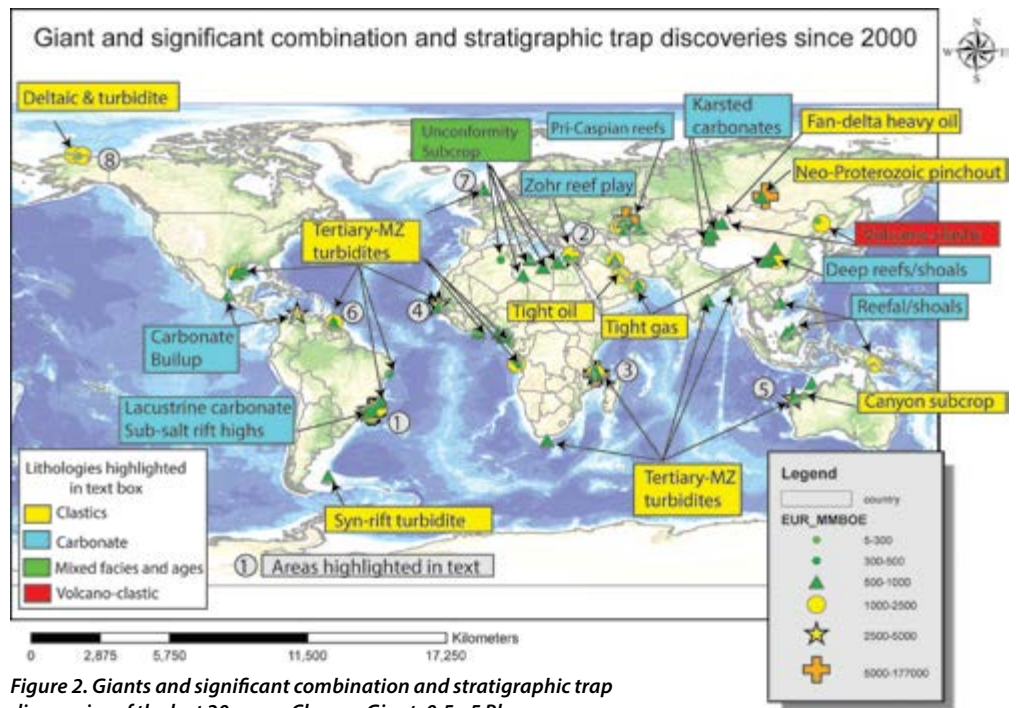 Giant and significant combination and stratigraphic trap discoveries since 2000
N
W
E
S
Deltaic & turbidite
8
Unconformity
Subcrop
7
Pri-Caspian reefs
Karsted
carbonates
Fan-delta heavy oil
Zohr reef play
Neo-Proterozoic pinchout
Tertiary-MZ
turbidites
2
Deep reefs/shoals
6
4
Tight oil
Tight gas
Reefal/shoals
Carbonate
Builup
3
5
Canyon subcrop
Lacustrine carbonate
Sub-salt rift highs
1
Tertiary-MZ
turbidites
Syn-rift turbidite
Lithologies highlighted
in text box
Clastics
Carbonate
Mixed facies and ages
Volcano-clastic
1 Areas highlighted in text
Legend
country
EUR_MMBOE
5-300
300-500
500-1000
1000-2500
2500-5000
5000-177000
Kilometers
0 2,875 5,750 11,500 17,250
Figure 2. Giants and significant combination and stratigraphic trap